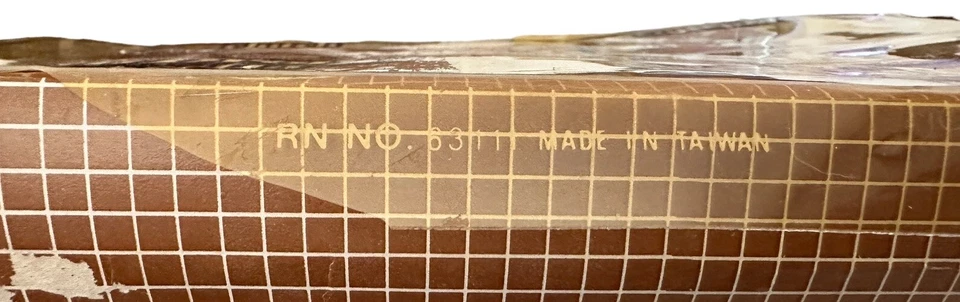 RN NO. 63111 MADE IN TAIWAN